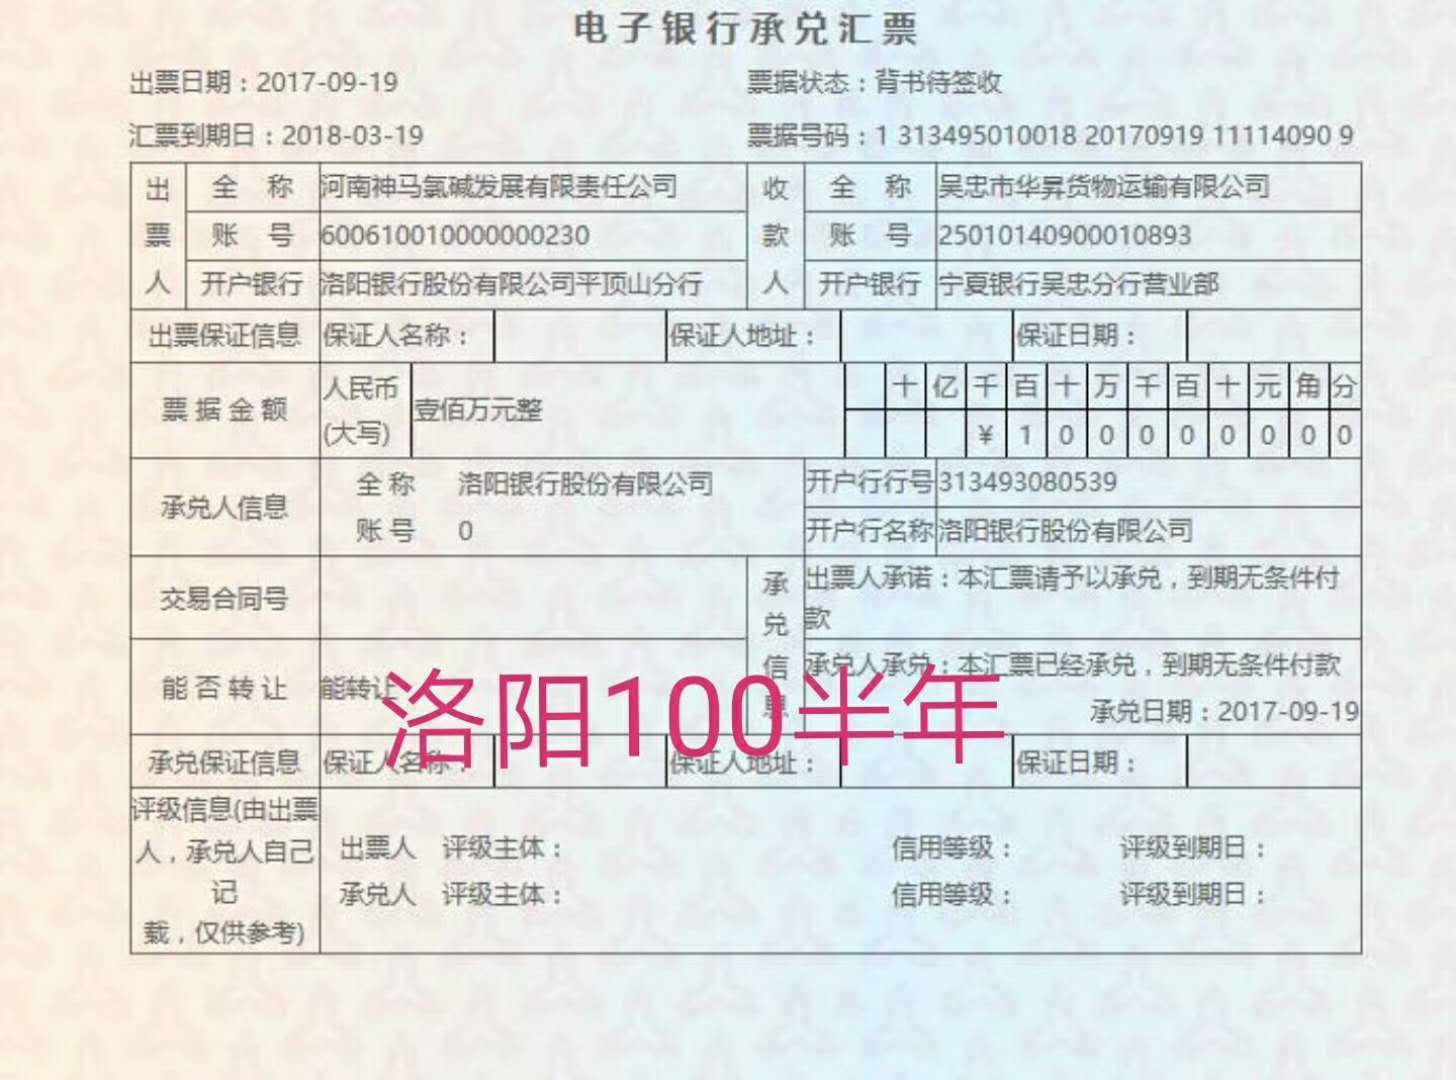 电子银行承兑汇票
出票日期：2017-09-19 票据状态：背书待签收
汇票到期日：2018-03-19 票据号码：1 313495010018 20170919 11114090 9
出票人 全 称 河南神马氯碱发展有限责任公司 收款人 全 称 吴忠市华昇货物运输有限公司
账 号 600610010000000230 账 号 25010140900010893
开户银行 洛阳银行股份有限公司平顶山分行 开户银行 宁夏银行吴忠分行营业部
出票保证信息 保证人名称： 保证人地址： 保证日期：
票据金额 人民币(大写) 壹佰万元整 十亿千百十万千百十元角分
¥100000000
承兑人信息 全称 洛阳银行股份有限公司 开户行行号 313493080539
账号 0 开户行名称 洛阳银行股份有限公司
交易合同号 承兑信息 出票人承诺：本汇票请予以承兑，到期无条件付
款
能否转让 能转让 承兑人承兑：本汇票已经承兑，到期无条件付款
承兑日期：2017-09-19
洛阳100半年
承兑保证信息 保证人名称： 保证人地址： 保证日期：
评级信息(由出票
人，承兑人自己
记
载，仅供参考)
出票人 评级主体： 信用等级： 评级到期日：
承兑人 评级主体： 信用等级： 评级到期日：